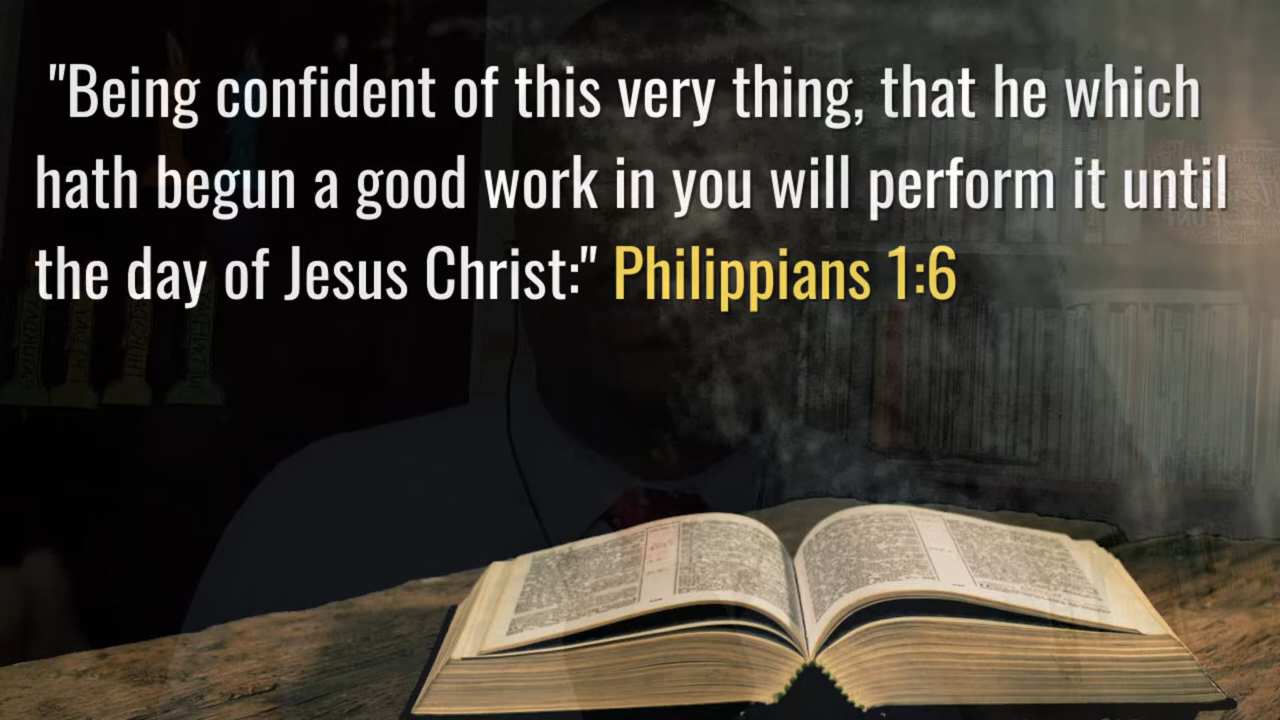 "Being confident of this very thing, that he which
hath begun a good work in you will perform it until
the day of Jesus Christ:" Philippians 1:6